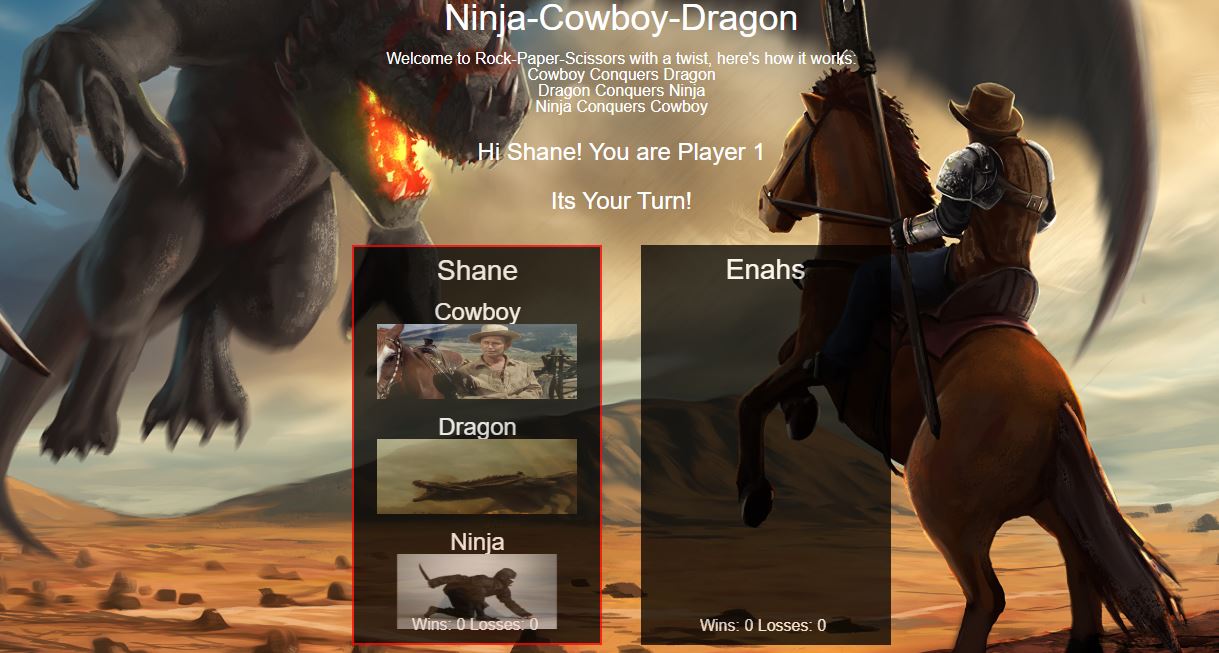 Ninja-Cowboy-Dragon
Welcome to Rock-Paper-Scissors with a twist, here's how it works:
Cowboy Conquers Dragon
Dragon Conquers Ninja
Ninja Conquers Cowboy
Hi Shane! You are Player 1
Its Your Turn!
Shane
Cowboy
Dragon
Ninja
Wins: 0 Losses: 0
Enahs
Wins: 0 Losses: 0